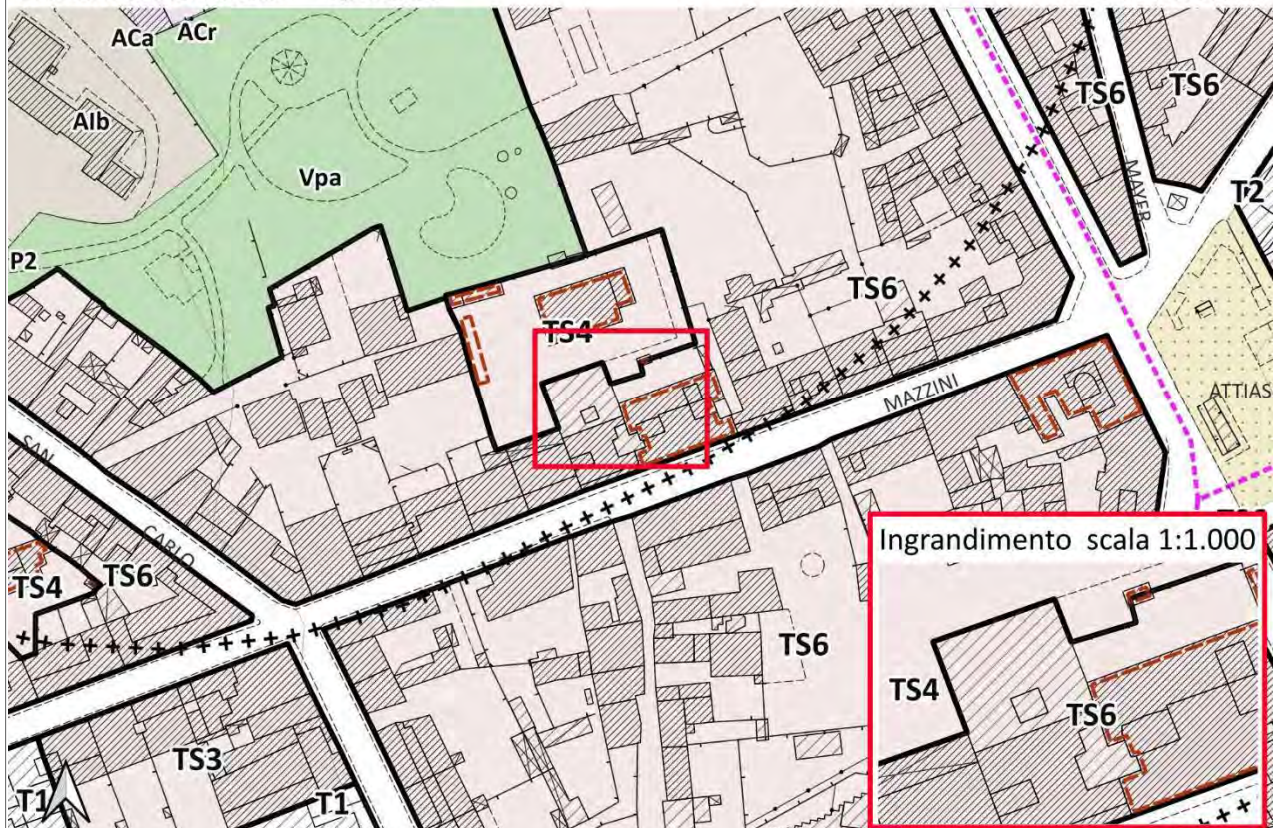 ACa
ACr
Alb
Vpa
P2
TS6
TS6
MAYER
T2
TS6
TS4
MAZZINI
ATTIAS
SAN
CARLO
TS4
TS6
TS6
TS3
T1
T1
Ingrandimento scala 1:1.000
TS4
TS6